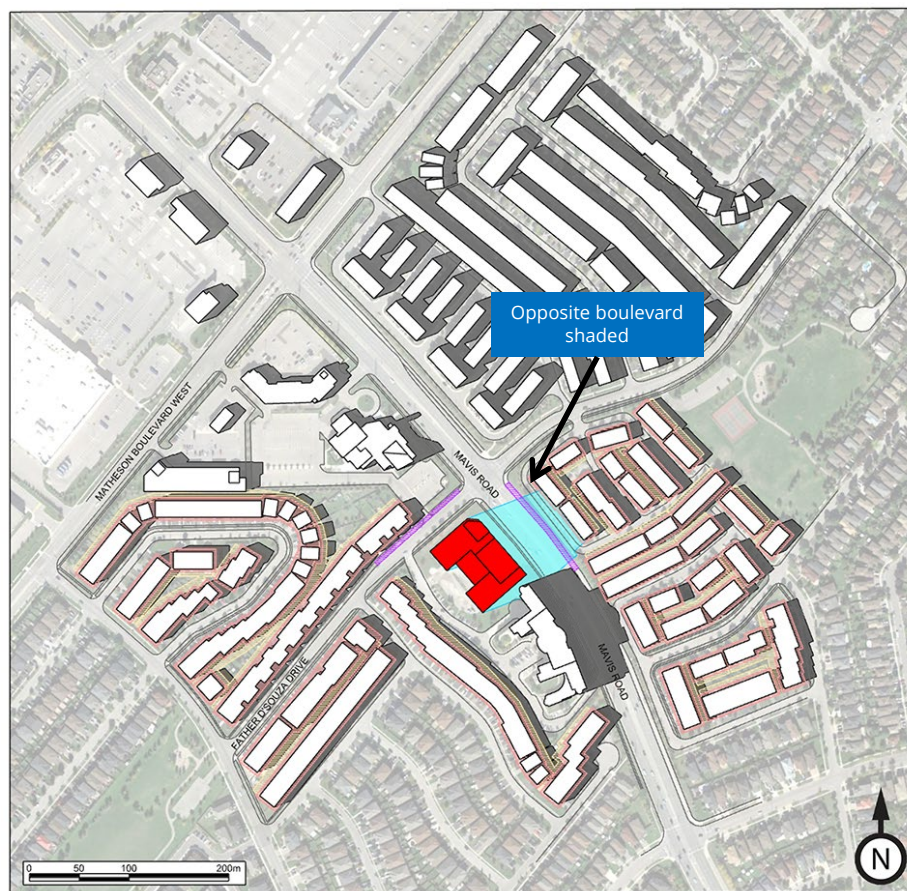 Opposite boulevard
shaded
MATHESON BOULEVARD WEST
MAVIS ROAD
FATHER D'SOUZA DRIVE
MAVIS ROAD
0 50 100 200m
N